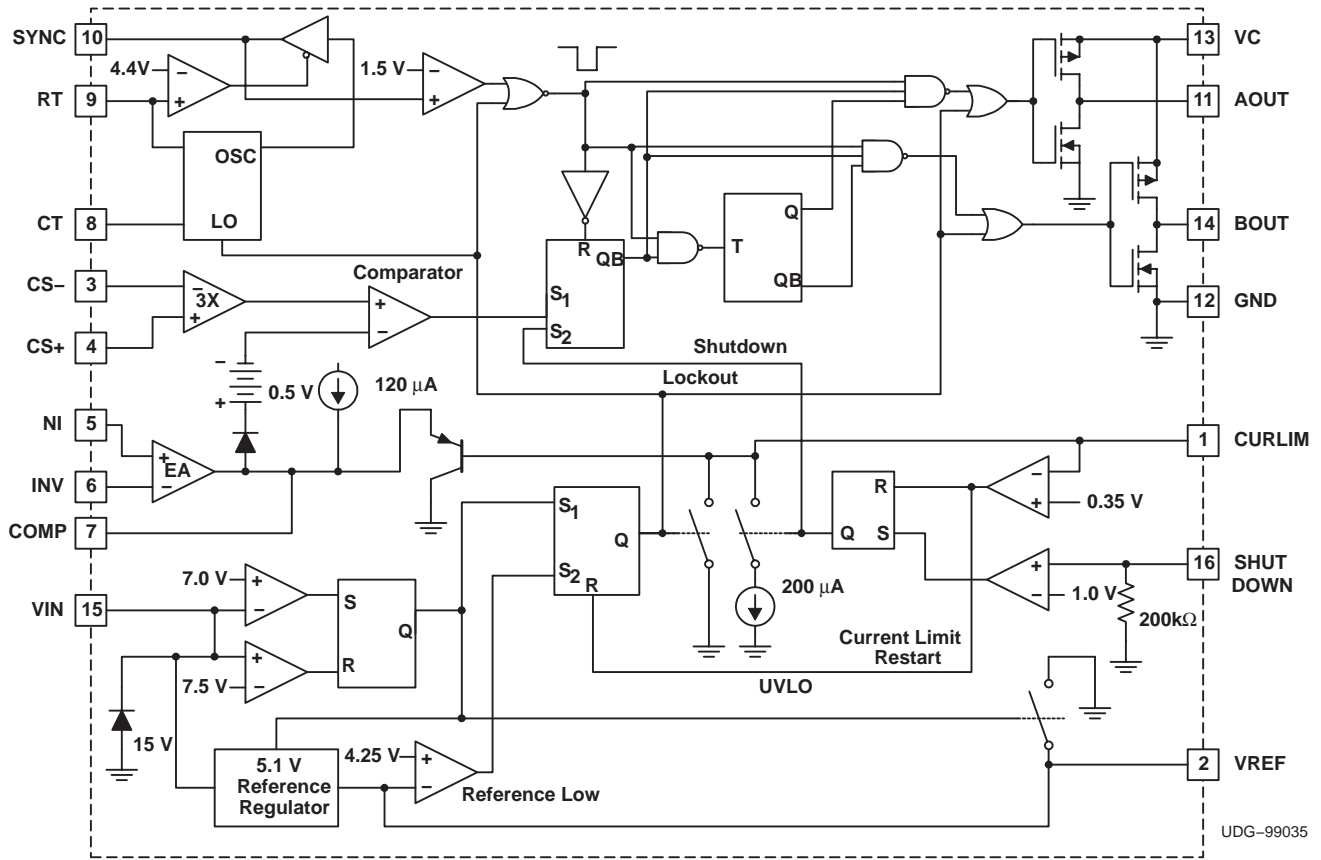 SYNC 10
4.4V
−
+
RT 9
OSC
LO
CT 8
1.5 V
−
+
13 VC
11 AOUT
14 BOUT
12 GND
CS− 3
CS+ 4
−
3X
+
Comparator
+
−
R
QB
S1
S2
T
Q
QB
Shutdown
Lockout
−
0.5 V
+
120 μA
NI 5
INV 6
COMP 7
+
EA
−
1 CURLIM
−
+
0.35 V
R
Q
S
16 SHUT
DOWN
+
1.0 V
−
200kΩ
S1
Q
S2
R
200 μA
Current Limit
Restart
UVLO
VIN 15
7.0 V
+
−
S
Q
R
+
7.5 V
−
15 V
5.1 V
Reference
Regulator
4.25 V
+
−
Reference Low
2 VREF
UDG−99035